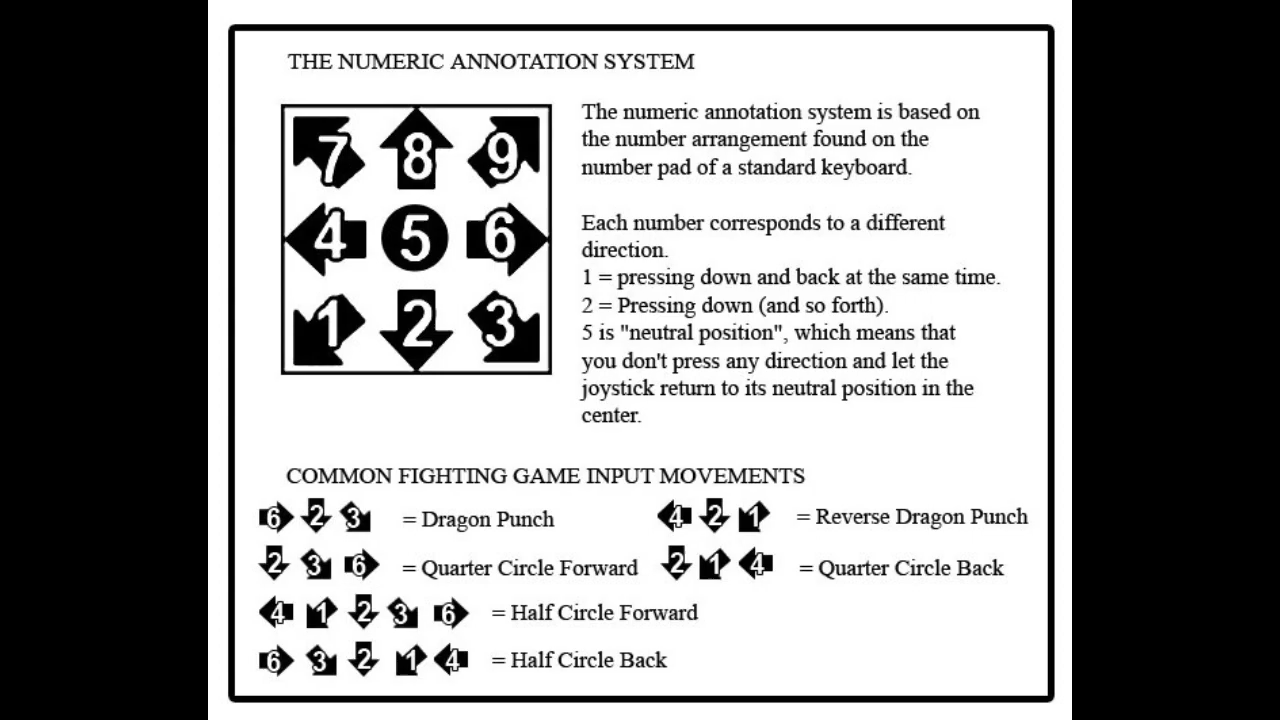 THE NUMERIC ANNOTATION SYSTEM
7 8 9
4 5 6
1 2 3
The numeric annotation system is based on
the number arrangement found on the
number pad of a standard keyboard.
Each number corresponds to a different
direction.
1 = pressing down and back at the same time.
2 = Pressing down (and so forth).
5 is "neutral position", which means that
you don't press any direction and let the
joystick return to its neutral position in the
center.
COMMON FIGHTING GAME INPUT MOVEMENTS
6 2 3 = Dragon Punch
4 2 1 = Reverse Dragon Punch
2 3 6 = Quarter Circle Forward
2 1 4 = Quarter Circle Back
4 1 2 3 6 = Half Circle Forward
6 3 2 1 4 = Half Circle Back